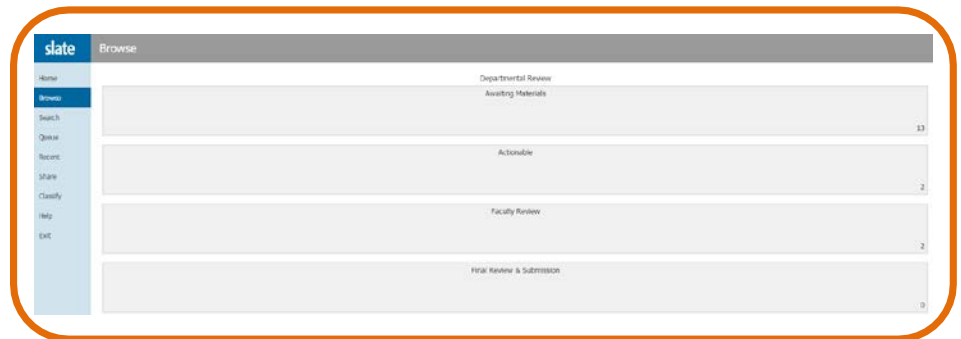 slate Browse
Home
Browse
Search
Queue
Recent
Share
Classify
Help
Exit
Departmental Review
Awaiting Materials
13
Actionable
2
Faculty Review
2
Final Review & Submission
0